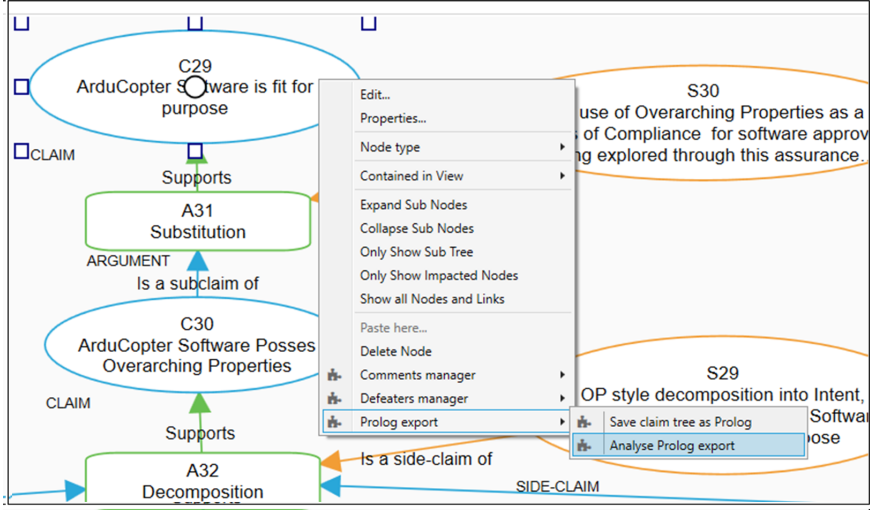 C29
ArduCopter Software is fit for
purpose
CLAIM
Supports
A31
Substitution
ARGUMENT
Is a subclaim of
C30
ArduCopter Software Posses
Overarching Properties
CLAIM
Supports
A32
Decomposition
Edit...
Properties...
Node type
Contained in View
Expand Sub Nodes
Collapse Sub Nodes
Only Show Sub Tree
Only Show Impacted Nodes
Show all Nodes and Links
Paste here...
Delete Node
Comments manager
Defeaters manager
Prolog export
Save claim tree as Prolog
Analyse Prolog export
S30
use of Overarching Properties as a
of Compliance for software approv
explored through this assurance.
S29
OP style decomposition into Intent,
Softwar
Is a side-claim of
SIDE-CLAIM